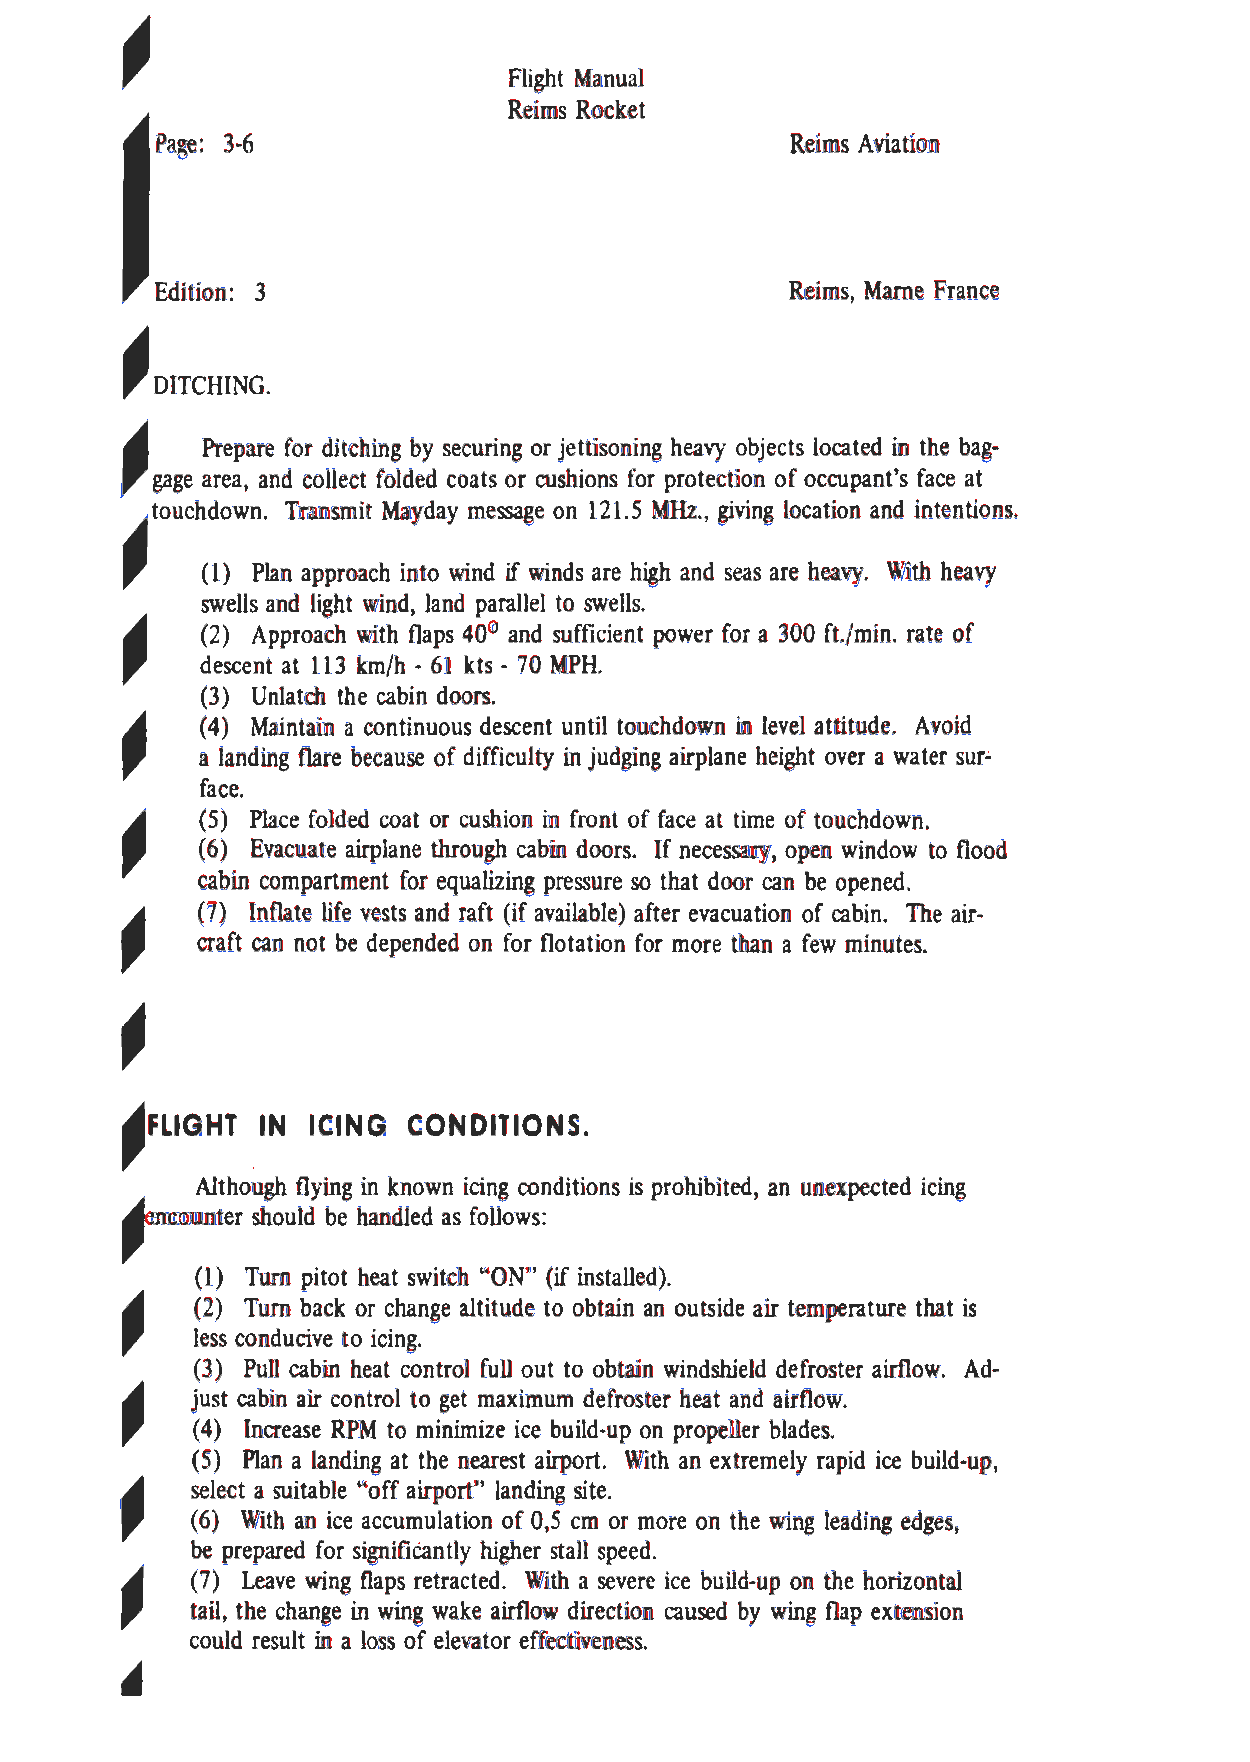 Flight Manual
Reims Rocket
Page: 3-6 Reims Aviation
Edition: 3 Reims, Marne France
DITCHING.
Prepare for ditching by securing or jettisoning heavy objects located in the bag-
gage area, and collect folded coats or cushions for protection of occupant's face at
touchdown. Transmit Mayday message on 121.5 MHz., giving location and intentions.
(1) Plan approach into wind if winds are high and seas are heavy. With heavy
swells and light wind, land parallel to swells.
(2) Approach with flaps 40° and sufficient power for a 300 ft./min. rate of
descent at 113 km/h - 61 kts - 70 MPH.
(3) Unlatch the cabin doors.
(4) Maintain a continuous descent until touchdown in level attitude. Avoid
a landing flare because of difficulty in judging airplane height over a water sur-
face.
(5) Place folded coat or cushion in front of face at time of touchdown.
(6) Evacuate airplane through cabin doors. If necessary, open window to flood
cabin compartment for equalizing pressure so that door can be opened.
(7) Inflate life vests and raft (if available) after evacuation of cabin. The air-
craft can not be depended on for flotation for more than a few minutes.
FLIGHT IN ICING CONDITIONS.
Although flying in known icing conditions is prohibited, an unexpected icing
encounter should be handled as follows:
(1) Turn pitot heat switch "ON" (if installed).
(2) Turn back or change altitude to obtain an outside air temperature that is
less conducive to icing.
(3) Pull cabin heat control full out to obtain windshield defroster airflow. Ad-
just cabin air control to get maximum defroster heat and airflow.
(4) Increase RPM to minimize ice build-up on propeller blades.
(5) Plan a landing at the nearest airport. With an extremely rapid ice build-up,
select a suitable "off airport" landing site.
(6) With an ice accumulation of 0,5 cm or more on the wing leading edges,
be prepared for significantly higher stall speed.
(7) Leave wing flaps retracted. With a severe ice build-up on the horizontal
tail, the change in wing wake airflow direction caused by wing flap extension
could result in a loss of elevator effectiveness.